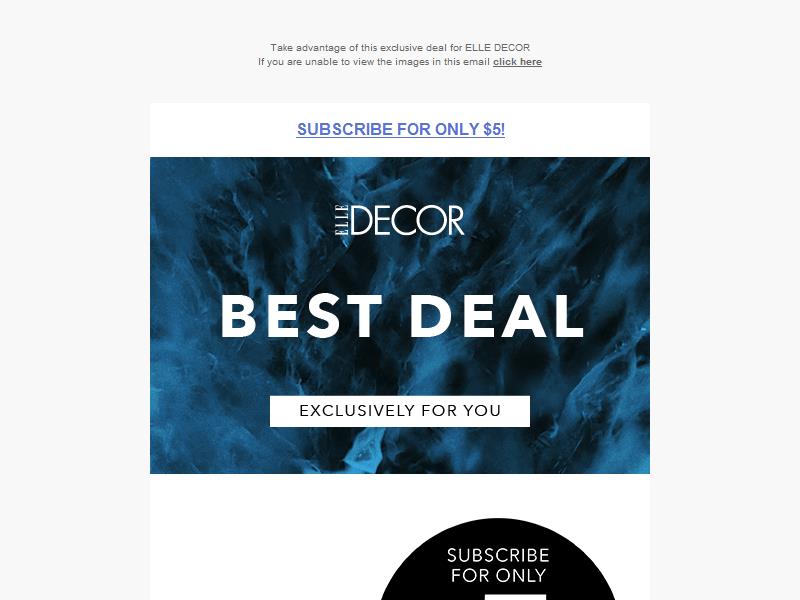 Take advantage of this exclusive deal for ELLE DECOR
If you are unable to view the images in this email click here
SUBSCRIBE FOR ONLY $5!
ELLE DECOR
BEST DEAL
EXCLUSIVELY FOR YOU
SUBSCRIBE
FOR ONLY